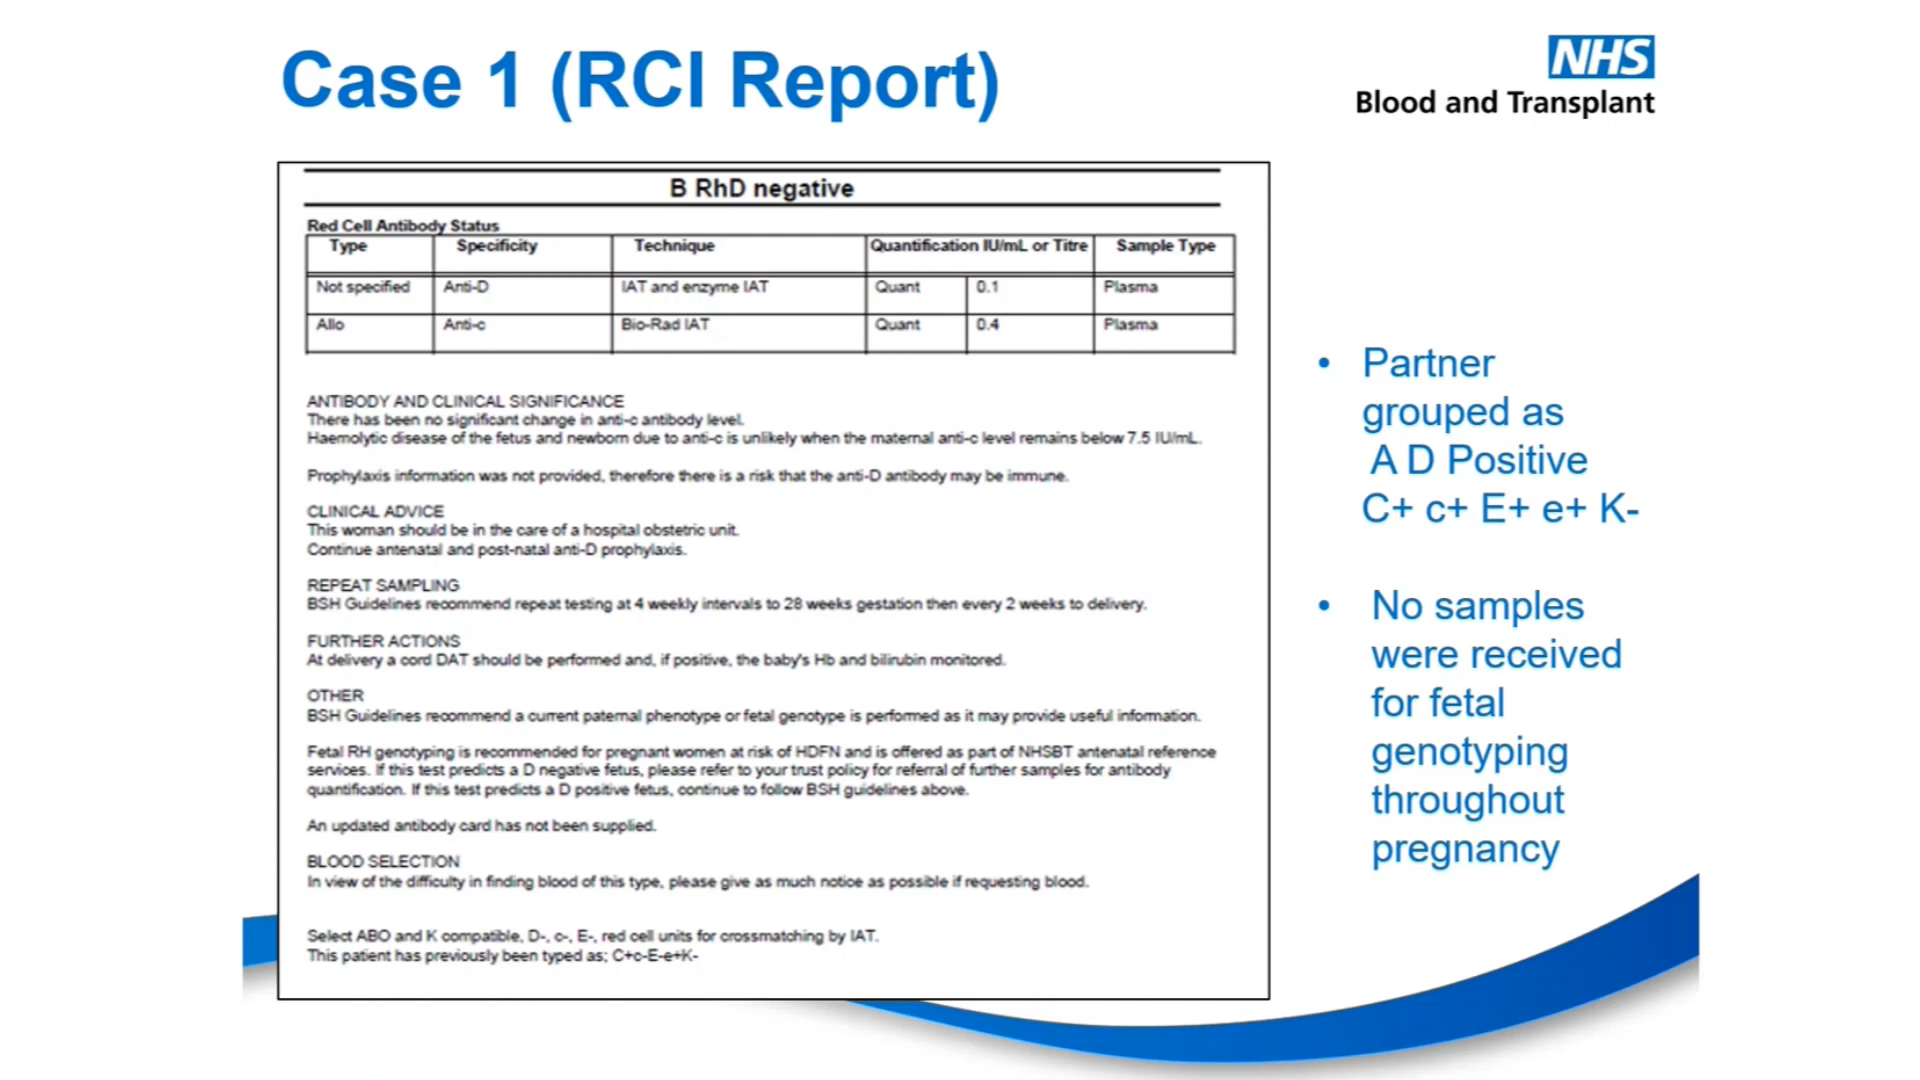 Case 1 (RCI Report)
NHS
Blood and Transplant
B RhD negative
Red Cell Antibody Status
Type Specificity Technique Quantification IU/mL or Titre Sample Type
Not specified Anti-D IAT and enzyme IAT Quant 0.1 Plasma
Allo Anti-c Bio-Rad IAT Quant 0.4 Plasma
ANTIBODY AND CLINICAL SIGNIFICANCE
There has been no significant change in anti-c antibody level.
Haemolytic disease of the fetus and newborn due to anti-c is unlikely when the maternal anti-c level remains below 7.5 IU/mL.
Prophylaxis information was not provided, therefore there is a risk that the anti-D antibody may be immune.
CLINICAL ADVICE
This woman should be in the care of a hospital obstetric unit.
Continue antenatal and post-natal anti-D prophylaxis.
REPEAT SAMPLING
BSH Guidelines recommend repeat testing at 4 weekly intervals to 28 weeks gestation then every 2 weeks to delivery.
FURTHER ACTIONS
At delivery a cord DAT should be performed and, if positive, the baby's Hb and bilirubin monitored.
OTHER
BSH Guidelines recommend a current paternal phenotype or fetal genotype is performed as it may provide useful information.
Fetal RH genotyping is recommended for pregnant women at risk of HDFN and is offered as part of NHSBT antenatal reference
services. If this test predicts a D negative fetus, please refer to your trust policy for referral of further samples for antibody
quantification. If this test predicts a D positive fetus, continue to follow BSH guidelines above.
An updated antibody card has not been supplied.
BLOOD SELECTION
In view of the difficulty in finding blood of this type, please give as much notice as possible if requesting blood.
Select ABO and K compatible, D-, c-, E-, red cell units for crossmatching by IAT.
This patient has previously been typed as; C+c-E-e+K-
• Partner
grouped as
A D Positive
C+ c+ E+ e+ K-
• No samples
were received
for fetal
genotyping
throughout
pregnancy